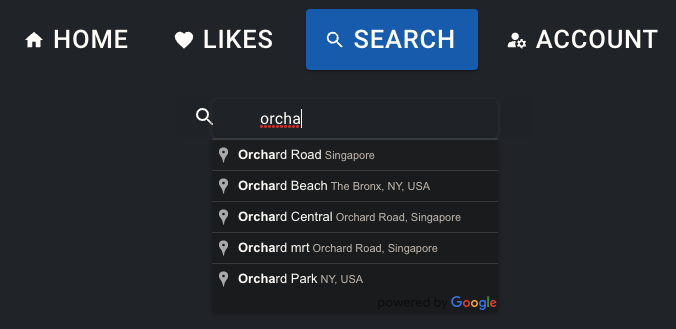 HOME LIKES SEARCH ACCOUNT
orcha
Orchard Road Singapore
Orchard Beach The Bronx, NY, USA
Orchard Central Orchard Road, Singapore
Orchard mrt Orchard Road, Singapore
Orchard Park NY, USA
powered by Google